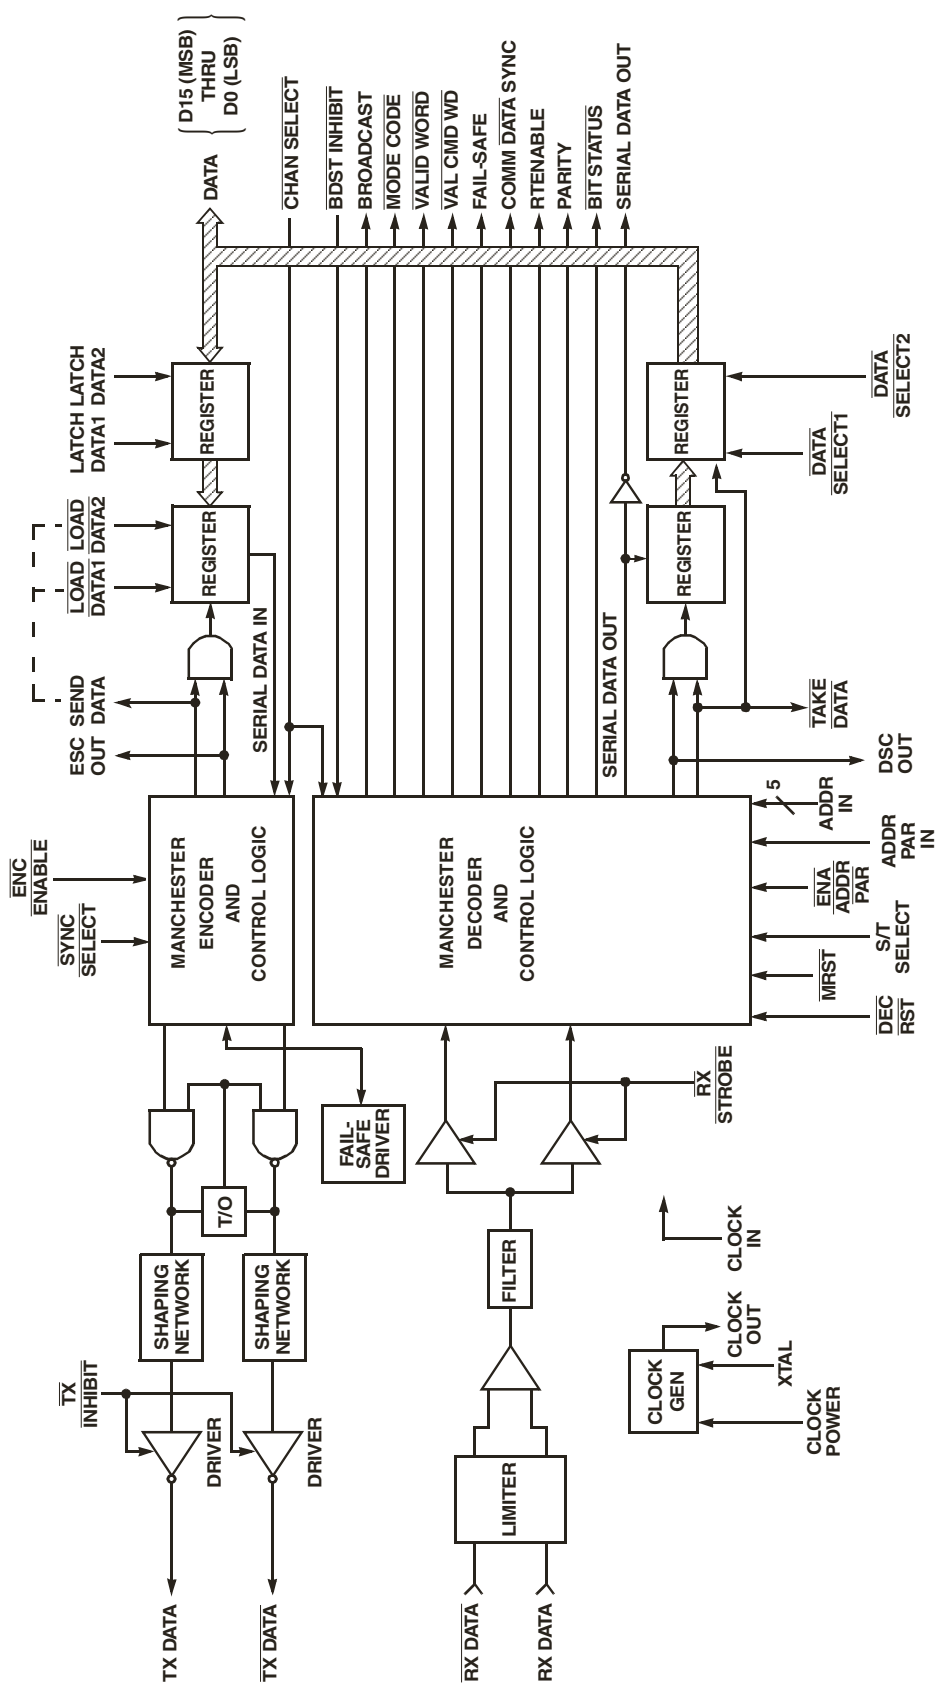 TX DATA
TX DATA
RX DATA
RX DATA
TX
INHIBIT
DRIVER
DRIVER
SHAPING
NETWORK
SHAPING
NETWORK
T/O
LIMITER
FILTER
FAIL-
SAFE
DRIVER
RX
STROBE
CLOCK
GEN
CLOCK
POWER
XTAL
CLOCK
OUT
CLOCK
IN
SYNC
SELECT
ENC
ENABLE
MANCHESTER
ENCODER
AND
CONTROL LOGIC
MANCHESTER
DECODER
AND
CONTROL LOGIC
DEC
RST
MRST
S/T
SELECT
ENA
ADDR
PAR
ADDR
PAR
IN
5
ADDR
IN
ESC
OUT
SEND
DATA
LOAD
DATA1
LOAD
DATA2
LATCH
DATA1
LATCH
DATA2
SERIAL DATA IN
REGISTER
REGISTER
SERIAL DATA OUT
REGISTER
REGISTER
DSC
OUT
TAKE
DATA
DATA
SELECT1
DATA
SELECT2
DATA
D15 (MSB)
THRU
D0 (LSB)
CHAN SELECT
BDST INHIBIT
BROADCAST
MODE CODE
VALID WORD
VAL CMD WD
FAIL-SAFE
COMM DATA SYNC
RTENABLE
PARITY
BIT STATUS
SERIAL DATA OUT